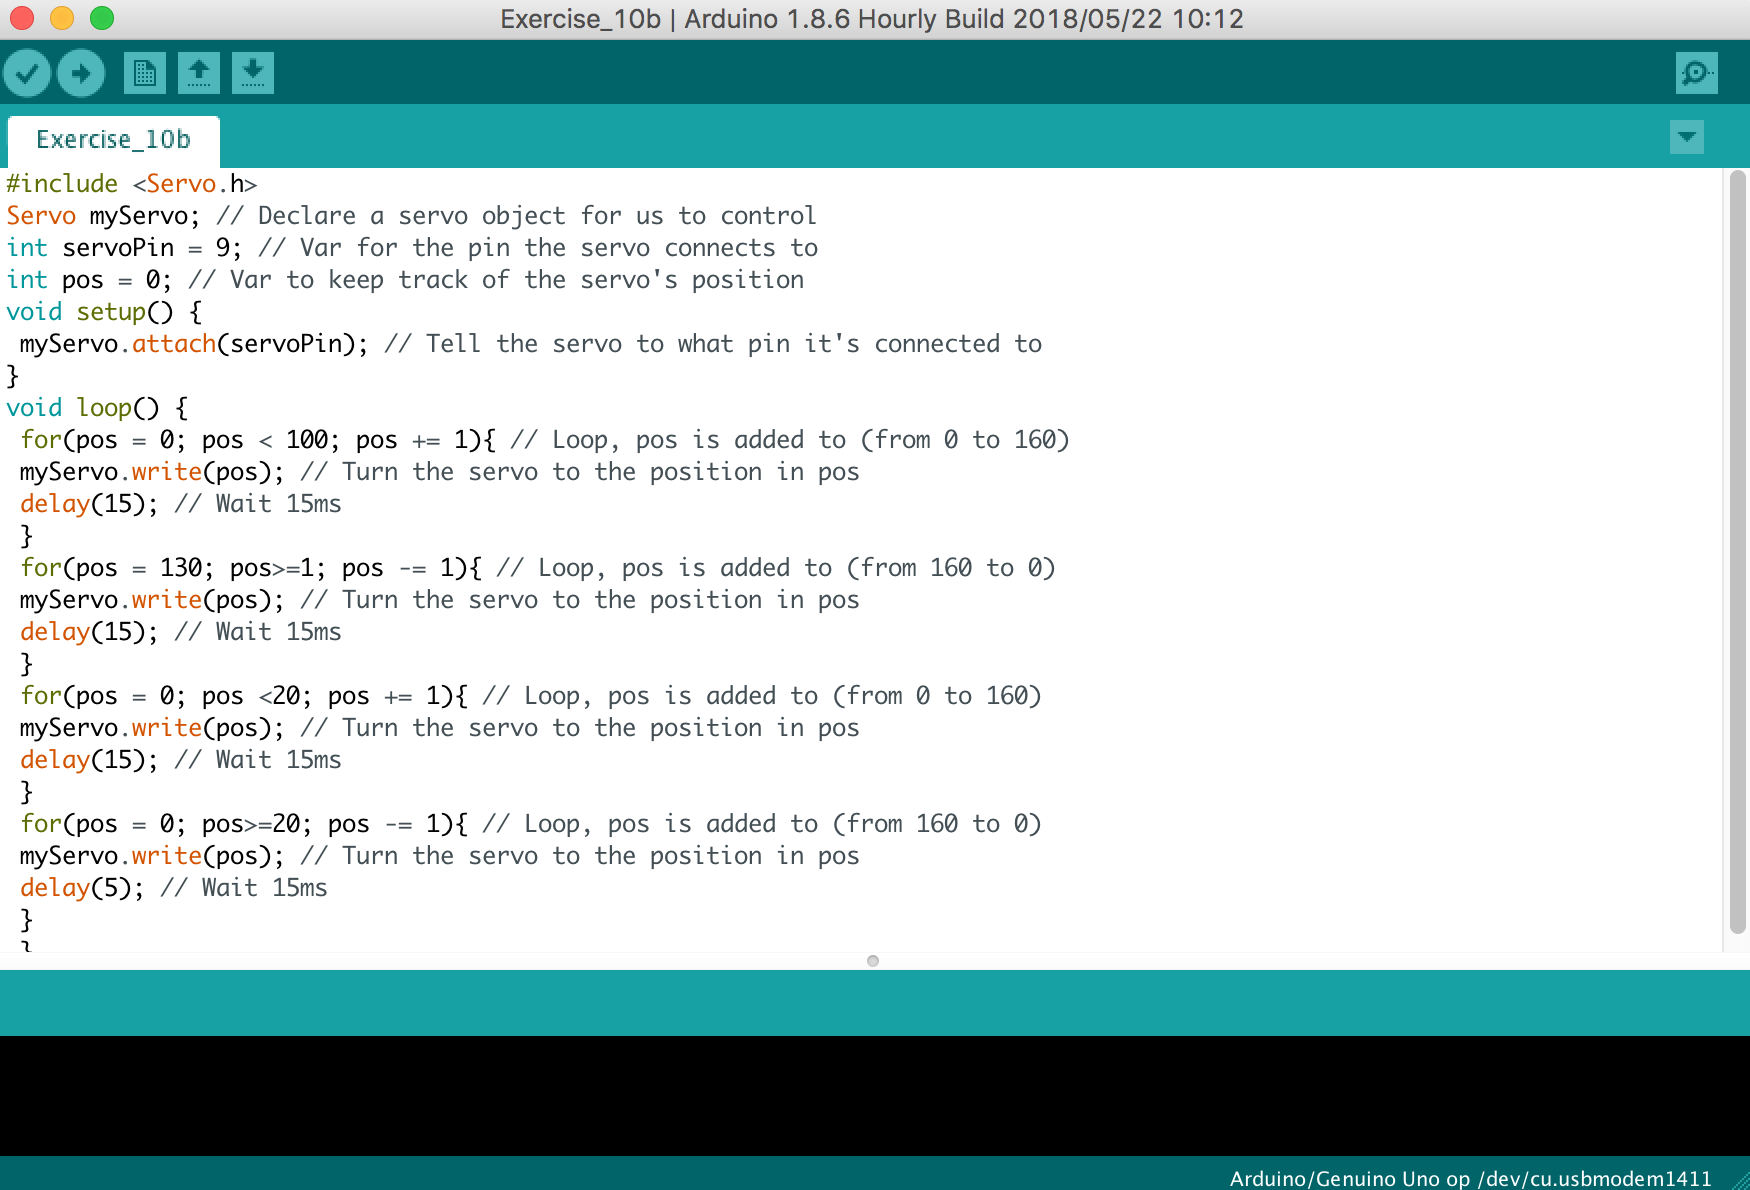 Exercise_10b | Arduino 1.8.6 Hourly Build 2018/05/22 10:12
Exercise_10b
#include <Servo.h>
Servo myServo; // Declare a servo object for us to control
int servoPin = 9; // Var for the pin the servo connects to
int pos = 0; // Var to keep track of the servo's position
void setup() {
 myServo.attach(servoPin); // Tell the servo to what pin it's connected to
}
void loop() {
 for(pos = 0; pos < 100; pos += 1){ // Loop, pos is added to (from 0 to 160)
 myServo.write(pos); // Turn the servo to the position in pos
 delay(15); // Wait 15ms
 }
 for(pos = 130; pos>=1; pos -= 1){ // Loop, pos is added to (from 160 to 0)
 myServo.write(pos); // Turn the servo to the position in pos
 delay(15); // Wait 15ms
 }
 for(pos = 0; pos <20; pos += 1){ // Loop, pos is added to (from 0 to 160)
 myServo.write(pos); // Turn the servo to the position in pos
 delay(15); // Wait 15ms
 }
 for(pos = 0; pos>=20; pos -= 1){ // Loop, pos is added to (from 160 to 0)
 myServo.write(pos); // Turn the servo to the position in pos
 delay(5); // Wait 15ms
 }
 }
Arduino/Genuino Uno op /dev/cu.usbmodem1411